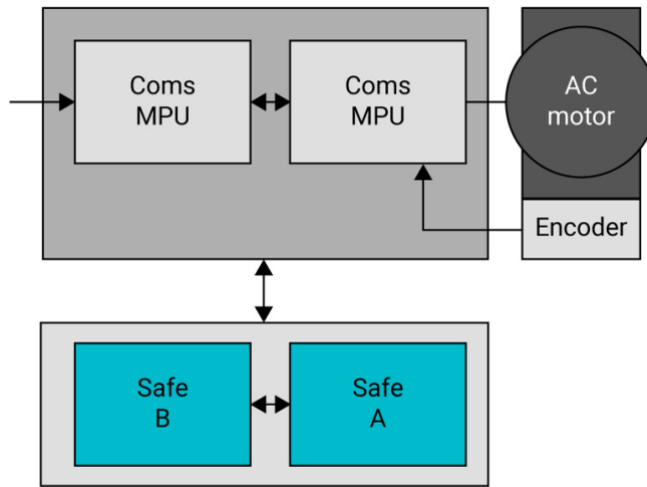 Coms
MPU
Coms
MPU
AC
motor
Encoder
Safe
B
Safe
A